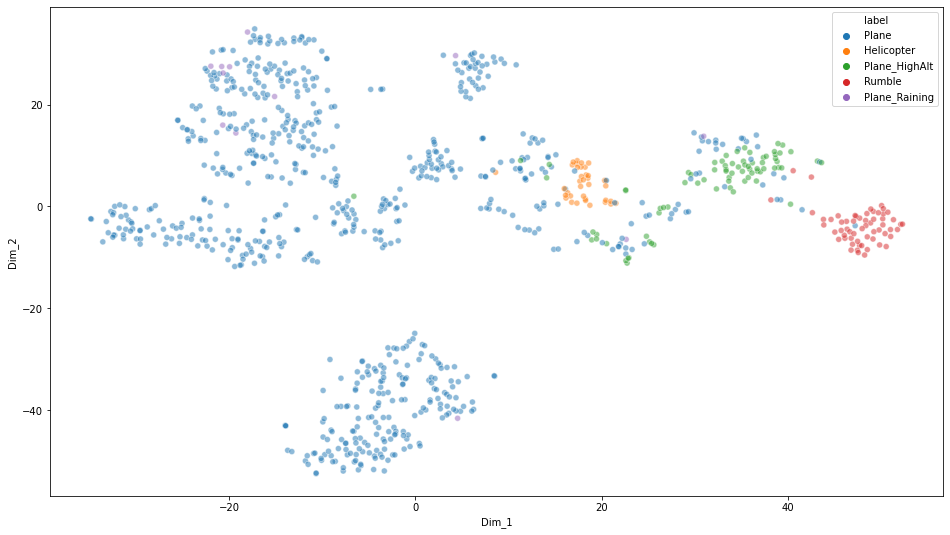 label
Plane
Helicopter
Plane_HighAlt
Rumble
Plane_Raining
20
0
−20
−40
Dim_2
−20
0
20
40
Dim_1